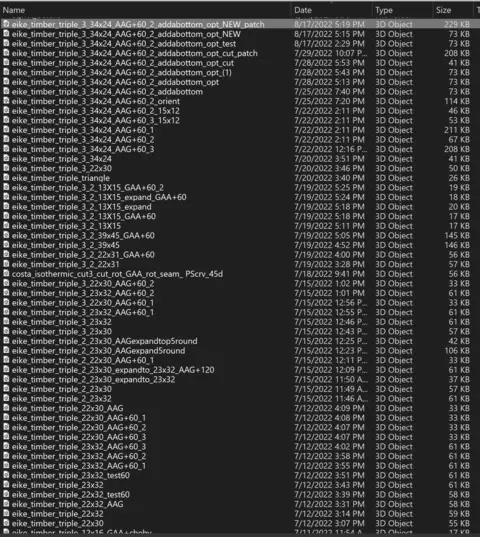 Name Date Type Size
eike_timber_triple_3_34x24_AAG+60_2_addabottom_opt_NEW_patch 8/17/2022 5:19 PM 3D Object 229 KB
eike_timber_triple_3_34x24_AAG+60_2_addabottom_opt_NEW 8/17/2022 5:15 PM 3D Object 73 KB
eike_timber_triple_3_34x24_AAG+60_2_addabottom_opt_test 8/17/2022 2:29 PM 3D Object 73 KB
eike_timber_triple_3_34x24_AAG+60_2_addabottom_opt_cut_patch 7/29/2022 10:07 P... 3D Object 208 KB
eike_timber_triple_3_34x24_AAG+60_2_addabottom_opt_cut 7/28/2022 5:53 PM 3D Object 41 KB
eike_timber_triple_3_34x24_AAG+60_2_addabottom_opt_(1) 7/28/2022 5:43 PM 3D Object 73 KB
eike_timber_triple_3_34x24_AAG+60_2_addabottom_opt 7/28/2022 5:13 PM 3D Object 73 KB
eike_timber_triple_3_34x24_AAG+60_2_addabottom 7/25/2022 7:40 PM 3D Object 73 KB
eike_timber_triple_3_34x24_AAG+60_2_orient 7/25/2022 7:20 PM 3D Object 114 KB
eike_timber_triple_3_34x24_AAG+60_2_15x12 7/22/2022 2:11 PM 3D Object 46 KB
eike_timber_triple_3_34x24_AAG+60_3_15x12 7/22/2022 2:11 PM 3D Object 53 KB
eike_timber_triple_3_34x24_AAG+60_1 7/22/2022 2:11 PM 3D Object 211 KB
eike_timber_triple_3_34x24_AAG+60_2 7/22/2022 2:11 PM 3D Object 67 KB
eike_timber_triple_3_34x24_AAG+60_3 7/22/2022 12:16 P... 3D Object 208 KB
eike_timber_triple_3_34x24 7/20/2022 3:51 PM 3D Object 41 KB
eike_timber_triple_3_22x30 7/20/2022 3:46 PM 3D Object 50 KB
eike_timber_triple_triangle 7/20/2022 3:40 PM 3D Object 26 KB
eike_timber_triple_3_2_13X15_GAA+60_2 7/19/2022 5:25 PM 3D Object 19 KB
eike_timber_triple_3_2_13X15_expand_GAA+60 7/19/2022 5:24 PM 3D Object 18 KB
eike_timber_triple_3_2_13X15_expand 7/19/2022 5:18 PM 3D Object 20 KB
eike_timber_triple_3_2_13X15_GAA+60 7/19/2022 5:18 PM 3D Object 17 KB
eike_timber_triple_3_2_13X15 7/19/2022 5:11 PM 3D Object 17 KB
eike_timber_triple_3_2_39x45_GAA+60 7/19/2022 5:05 PM 3D Object 145 KB
eike_timber_triple_3_2_39x45 7/19/2022 4:52 PM 3D Object 146 KB
eike_timber_triple_3_2_22x31_GAA+60 7/19/2022 4:00 PM 3D Object 56 KB
eike_timber_triple_3_2_22x31 7/19/2022 3:28 PM 3D Object 57 KB
costa_isothermic_cut3_cut_rot_GAA_rot_seam_ PScrv_45d 7/18/2022 9:41 PM 3D Object 56 KB
eike_timber_triple_3_22x30_AAG+60_2 7/15/2022 1:02 PM 3D Object 33 KB
eike_timber_triple_3_23x32_AAG+60_2 7/15/2022 1:01 PM 3D Object 61 KB
eike_timber_triple_3_22x30_AAG+60_1 7/15/2022 12:56 P... 3D Object 33 KB
eike_timber_triple_3_23x32_AAG+60_1 7/15/2022 12:55 P... 3D Object 61 KB
eike_timber_triple_3_23x32 7/15/2022 12:46 P... 3D Object 61 KB
eike_timber_triple_3_23x30 7/15/2022 12:43 P... 3D Object 57 KB
eike_timber_triple_2_23x30_AAGexpandtop5round 7/15/2022 12:25 P... 3D Object 42 KB
eike_timber_triple_2_23x30_AAGexpand5round 7/15/2022 12:23 P... 3D Object 106 KB
eike_timber_triple_2_22x30_AAG+60_1 7/15/2022 12:11 P... 3D Object 33 KB
eike_timber_triple_2_23x30_expandto_23x32_AAG+120 7/15/2022 12:09 P... 3D Object 61 KB
eike_timber_triple_2_23x30_expandto_23x32 7/15/2022 11:50 A... 3D Object 37 KB
eike_timber_triple_2_23x30 7/15/2022 11:49 A... 3D Object 57 KB
eike_timber_triple_2_23x32 7/15/2022 11:46 A... 3D Object 61 KB
eike_timber_triple_22x30_AAG 7/12/2022 4:09 PM 3D Object 33 KB
eike_timber_triple_22x30_AAG+60_1 7/12/2022 4:08 PM 3D Object 33 KB
eike_timber_triple_22x30_AAG+60_2 7/12/2022 4:07 PM 3D Object 33 KB
eike_timber_triple_22x30_AAG+60_3 7/12/2022 4:07 PM 3D Object 33 KB
eike_timber_triple_23x32_AAG+60_3 7/12/2022 4:02 PM 3D Object 61 KB
eike_timber_triple_23x32_AAG+60_2 7/12/2022 3:58 PM 3D Object 61 KB
eike_timber_triple_23x32_AAG+60_1 7/12/2022 3:55 PM 3D Object 61 KB
eike_timber_triple_23x32_test60 7/12/2022 3:51 PM 3D Object 61 KB
eike_timber_triple_23x32 7/12/2022 3:43 PM 3D Object 61 KB
eike_timber_triple_22x32_test60 7/12/2022 3:39 PM 3D Object 58 KB
eike_timber_triple_22x32_AAG 7/12/2022 3:31 PM 3D Object 58 KB
eike_timber_triple_22x32 7/12/2022 3:14 PM 3D Object 59 KB
eike_timber_triple_22x30 7/12/2022 3:07 PM 3D Object 55 KB